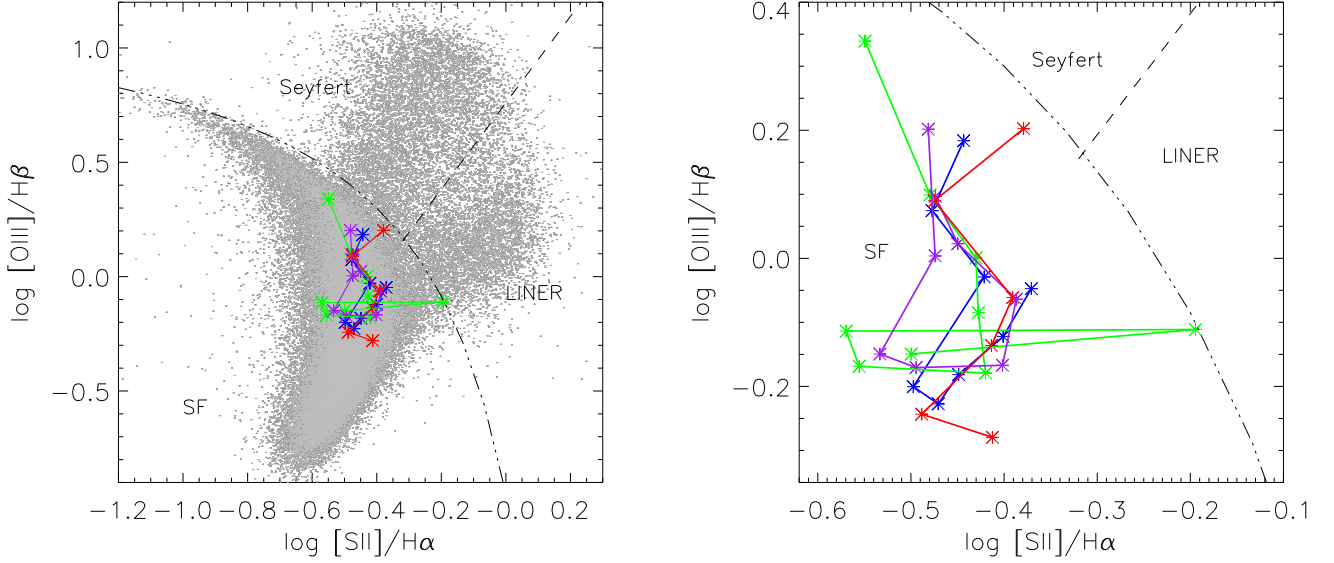 1.0
0.5
0.0
−0.5
log [OIII]/Hβ
Seyfert
LINER
SF
−1.2 −1.0 −0.8 −0.6 −0.4 −0.2 −0.0 0.2
log [SII]/Hα
0.4
0.2
0.0
−0.2
log [OIII]/Hβ
Seyfert
LINER
SF
−0.6 −0.5 −0.4 −0.3 −0.2 −0.1
log [SII]/Hα